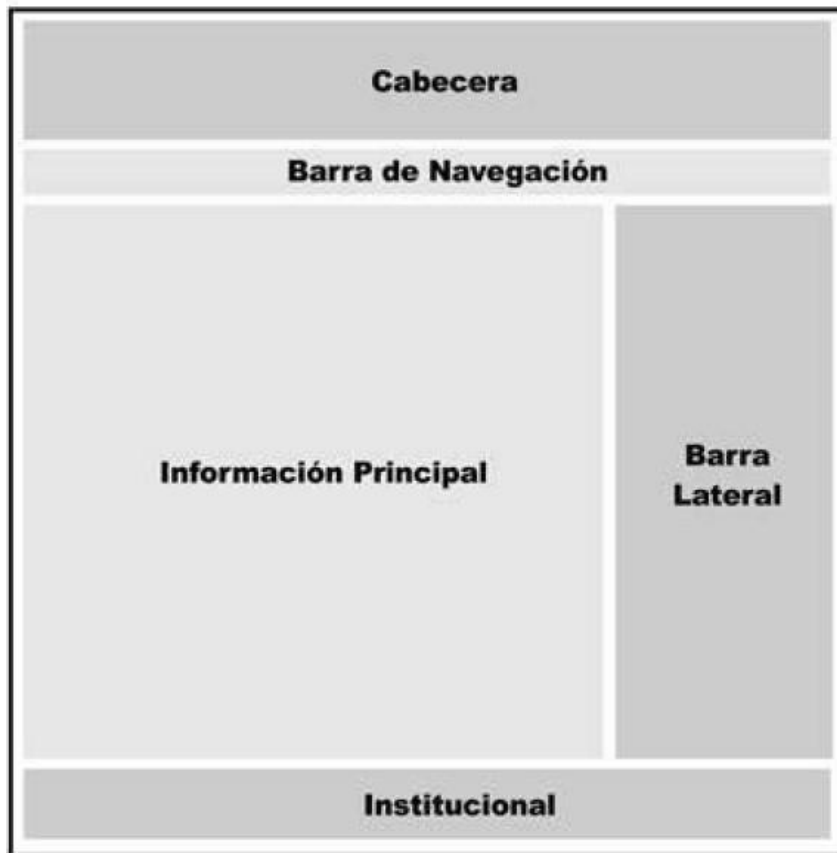 Cabecera
Barra de Navegación
Información Principal
Barra
Lateral
Institucional